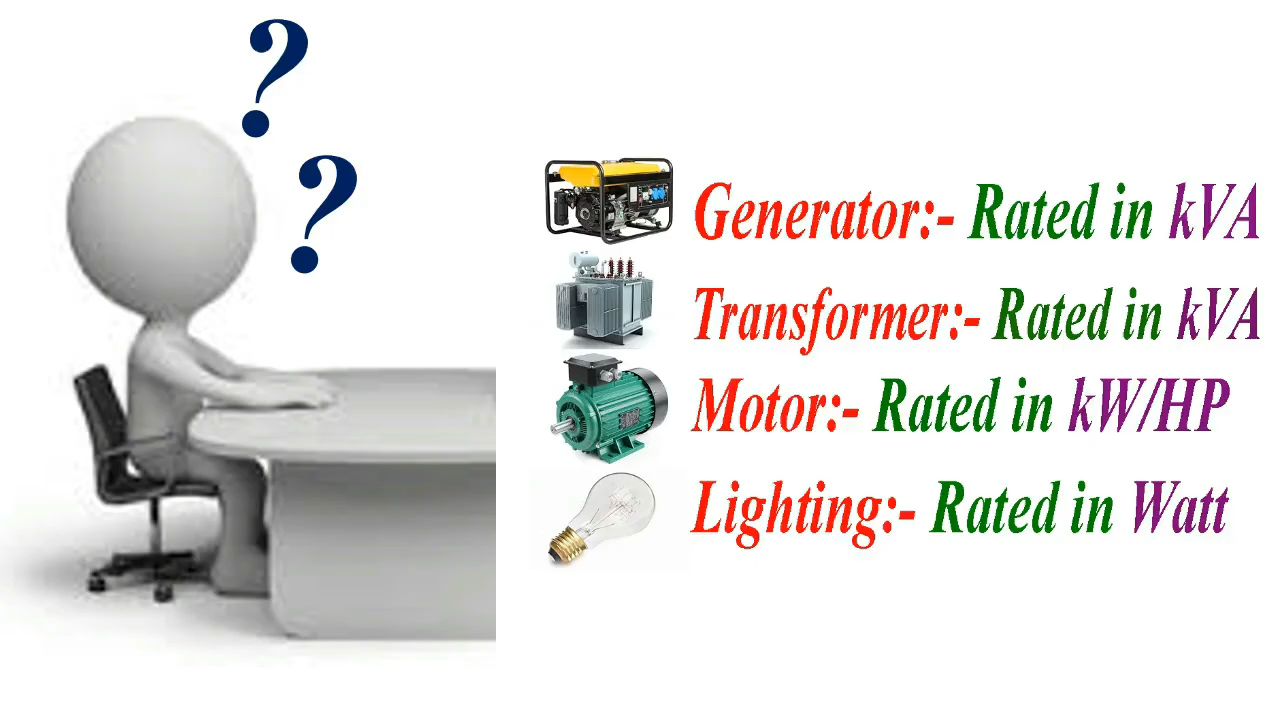 ?
?
Generator:- Rated in kVA
Transformer:- Rated in kVA
Motor:- Rated in kW/HP
Lighting:- Rated in Watt